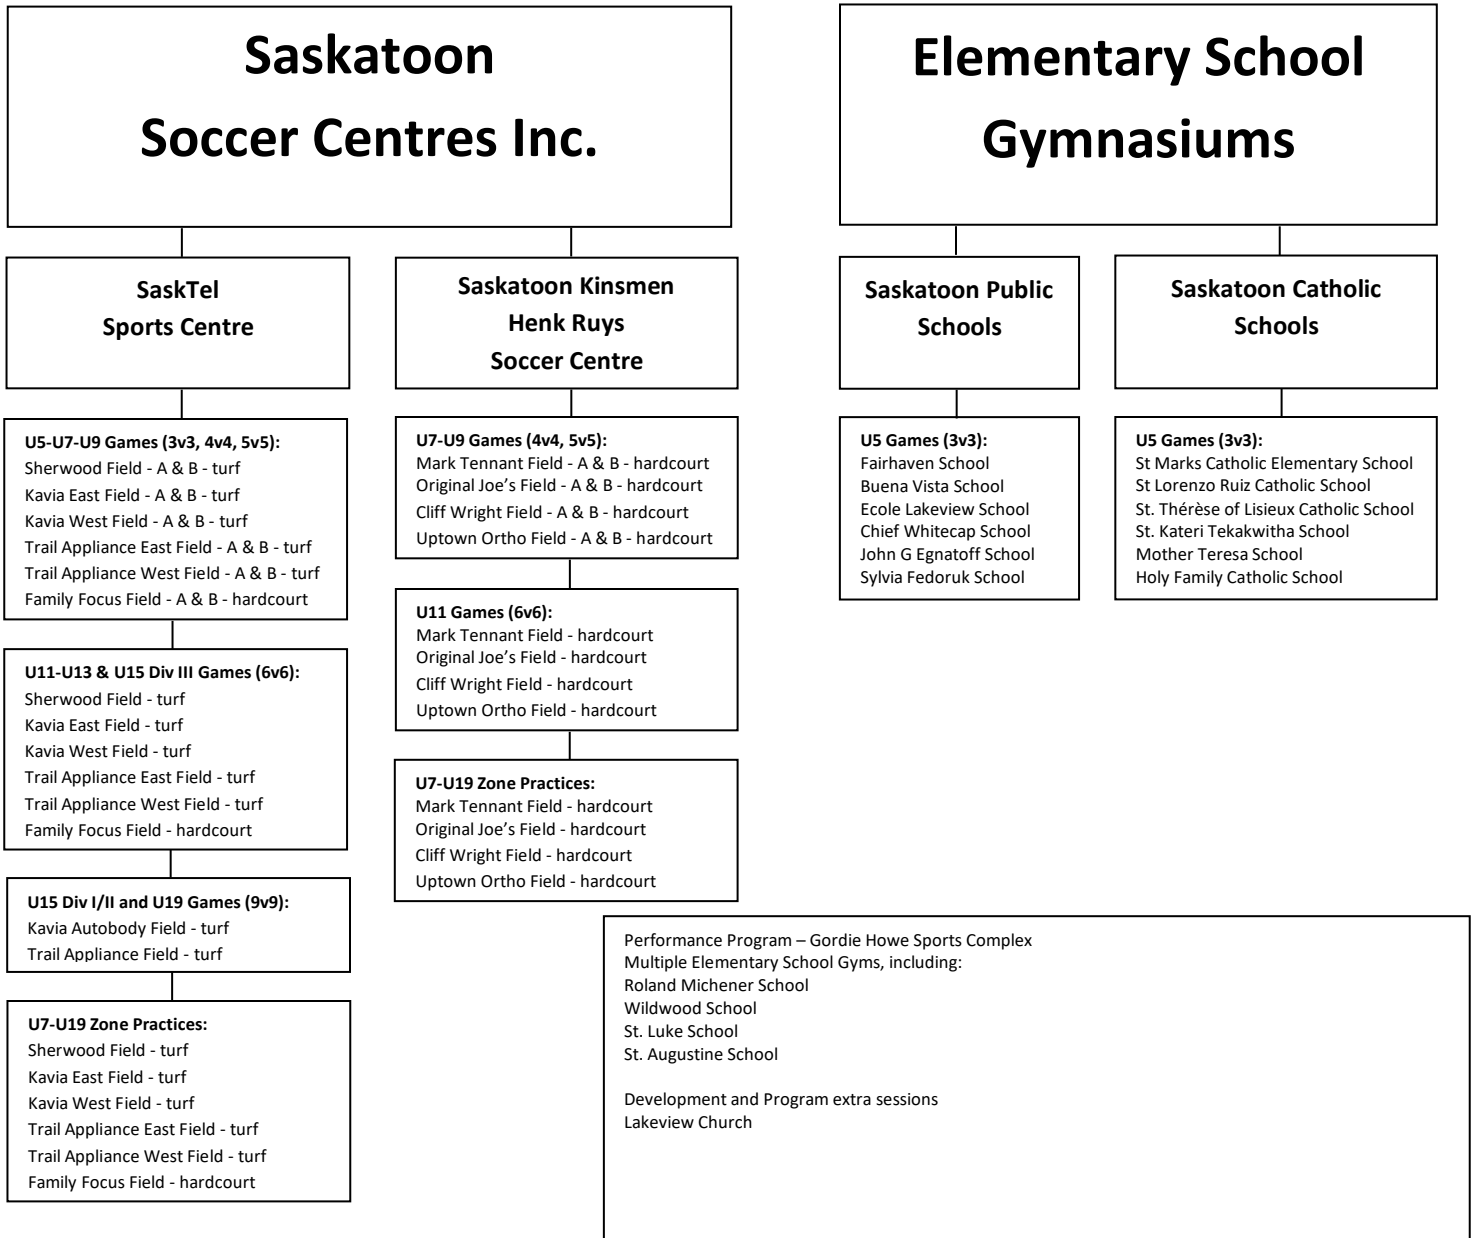 Saskatoon
Soccer Centres Inc.
SaskTel
Sports Centre
U5-U7-U9 Games (3v3, 4v4, 5v5):
Sherwood Field - A & B - turf
Kavia East Field - A & B - turf
Kavia West Field - A & B - turf
Trail Appliance East Field - A & B - turf
Trail Appliance West Field - A & B - turf
Family Focus Field - A & B - hardcourt
U11-U13 & U15 Div III Games (6v6):
Sherwood Field - turf
Kavia East Field - turf
Kavia West Field - turf
Trail Appliance East Field - turf
Trail Appliance West Field - turf
Family Focus Field - hardcourt
U15 Div I/II and U19 Games (9v9):
Kavia Autobody Field - turf
Trail Appliance Field - turf
U7-U19 Zone Practices:
Sherwood Field - turf
Kavia East Field - turf
Kavia West Field - turf
Trail Appliance East Field - turf
Trail Appliance West Field - turf
Family Focus Field - hardcourt
Saskatoon Kinsmen
Henk Ruys
Soccer Centre
U7-U9 Games (4v4, 5v5):
Mark Tennant Field - A & B - hardcourt
Original Joe’s Field - A & B - hardcourt
Cliff Wright Field - A & B - hardcourt
Uptown Ortho Field - A & B - hardcourt
U11 Games (6v6):
Mark Tennant Field - hardcourt
Original Joe’s Field - hardcourt
Cliff Wright Field - hardcourt
Uptown Ortho Field - hardcourt
U7-U19 Zone Practices:
Mark Tennant Field - hardcourt
Original Joe’s Field - hardcourt
Cliff Wright Field - hardcourt
Uptown Ortho Field - hardcourt
Elementary School
Gymnasiums
Saskatoon Public
Schools
U5 Games (3v3):
Fairhaven School
Buena Vista School
Ecole Lakeview School
Chief Whitecap School
John G Egnatoff School
Sylvia Fedoruk School
Saskatoon Catholic
Schools
U5 Games (3v3):
St Marks Catholic Elementary School
St Lorenzo Ruiz Catholic School
St. Thérèse of Lisieux Catholic School
St. Kateri Tekakwitha School
Mother Teresa School
Holy Family Catholic School
Performance Program – Gordie Howe Sports Complex
Multiple Elementary School Gyms, including:
Roland Michener School
Wildwood School
St. Luke School
St. Augustine School
Development and Program extra sessions
Lakeview Church